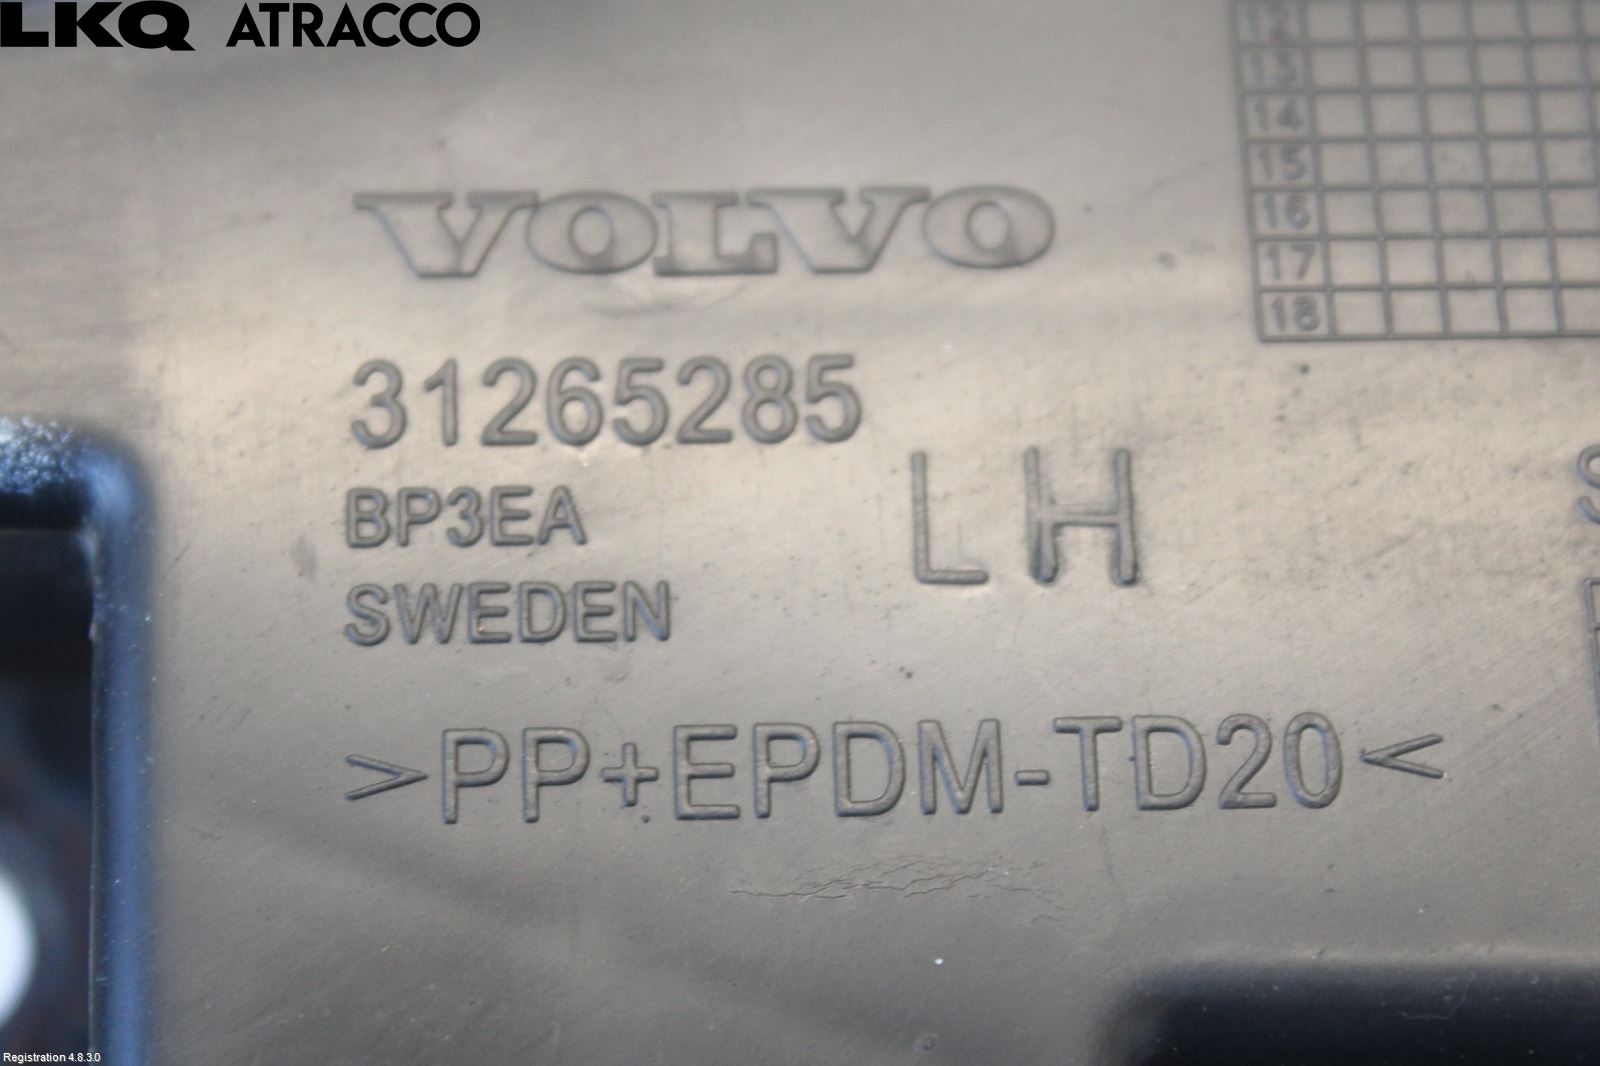 LKQ ATRACCO
12
13
14
15
16
17
18
VOLVO
31265285
LH
BP3EA
SWEDEN
>PP+EPDM-TD20<
Registration 4.8.3.0